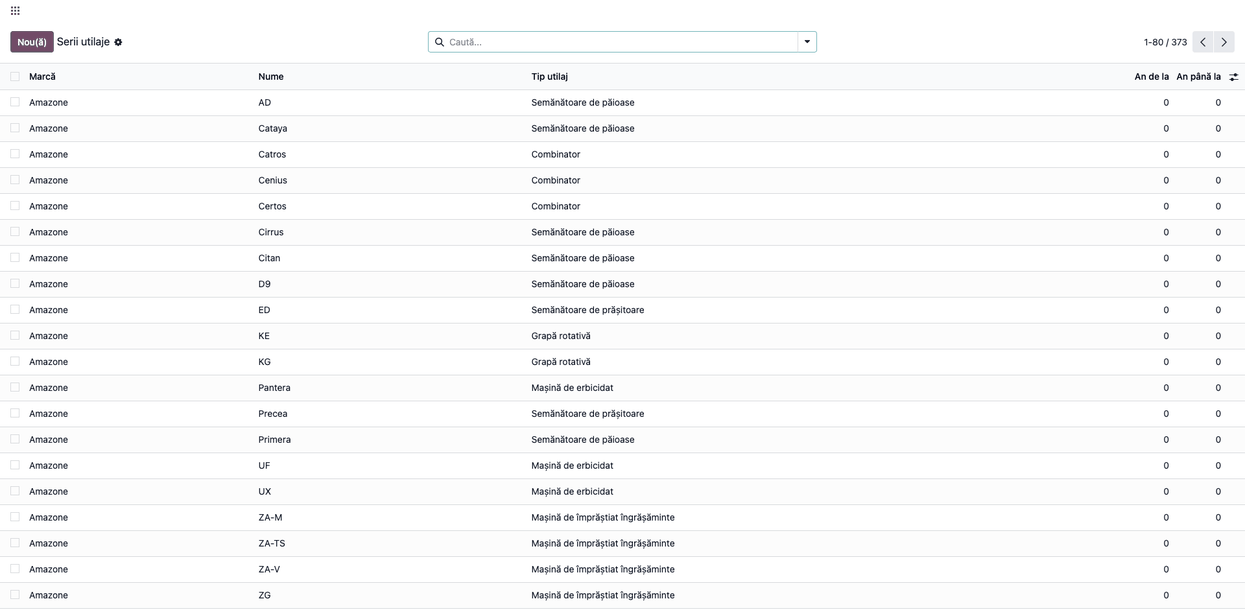 Nou(ă) Serii utilaje Caută... 1-80 / 373
Marcă Nume Tip utilaj An de la An până la
Amazone AD Semănătoare de păioase 0 0
Amazone Cataya Semănătoare de păioase 0 0
Amazone Catros Combinator 0 0
Amazone Cenius Combinator 0 0
Amazone Certos Combinator 0 0
Amazone Cirrus Semănătoare de păioase 0 0
Amazone Citan Semănătoare de păioase 0 0
Amazone D9 Semănătoare de păioase 0 0
Amazone ED Semănătoare de prășitoare 0 0
Amazone KE Grapă rotativă 0 0
Amazone KG Grapă rotativă 0 0
Amazone Pantera Mașină de erbicidat 0 0
Amazone Precea Semănătoare de prășitoare 0 0
Amazone Primera Semănătoare de păioase 0 0
Amazone UF Mașină de erbicidat 0 0
Amazone UX Mașină de erbicidat 0 0
Amazone ZA-M Mașină de împrăștiat îngrășăminte 0 0
Amazone ZA-TS Mașină de împrăștiat îngrășăminte 0 0
Amazone ZA-V Mașină de împrăștiat îngrășăminte 0 0
Amazone ZG Mașină de împrăștiat îngrășăminte 0 0